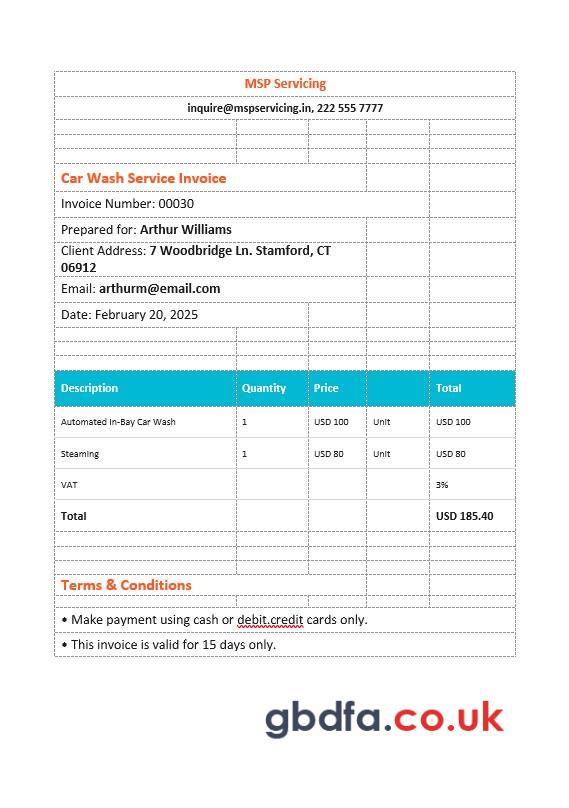 MSP Servicing
inquire@mspservicing.in, 222 555 7777
Car Wash Service Invoice
Invoice Number: 00030
Prepared for: Arthur Williams
Client Address: 7 Woodbridge Ln. Stamford, CT
06912
Email: arthurm@email.com
Date: February 20, 2025
Description Quantity Price Total
Automated In-Bay Car Wash 1 USD 100 Unit USD 100
Steaming 1 USD 80 Unit USD 80
VAT 3%
Total USD 185.40
Terms & Conditions
• Make payment using cash or debit.credit cards only.
• This invoice is valid for 15 days only.
gbdfa.co.uk